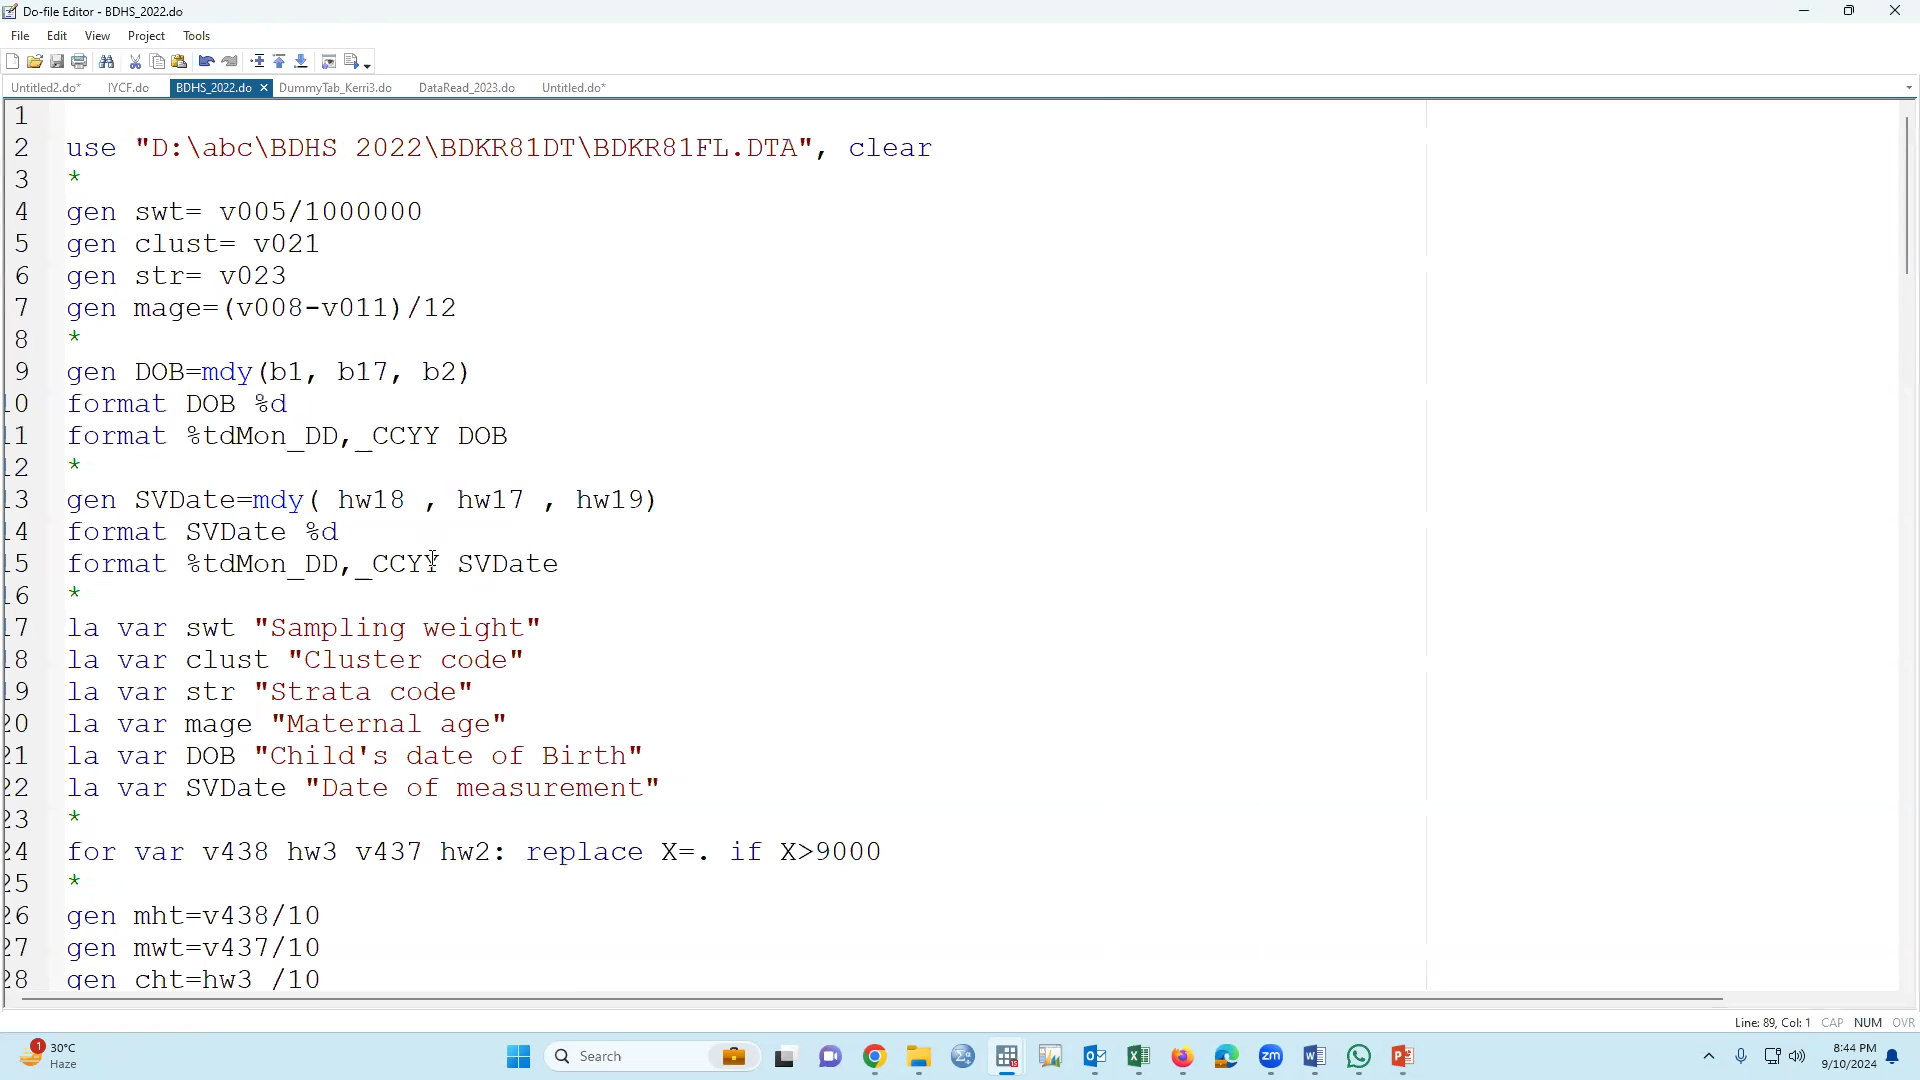 Do-file Editor - BDHS_2022.do
File Edit View Project Tools
Untitled2.do* IYCF.do BDHS_2022.do × DummyTab_Kerri3.do DataRead_2023.do Untitled.do*
1
2 use "D:\abc\BDHS 2022\BDKR81DT\BDKR81FL.DTA", clear
3 *
4 gen swt= v005/1000000
5 gen clust= v021
6 gen str= v023
7 gen mage=(v008-v011)/12
8 *
9 gen DOB=mdy(b1, b17, b2)
10 format DOB %d
11 format %tdMon_DD,_CCYY DOB
12 *
13 gen SVDate=mdy( hw18 , hw17 , hw19)
14 format SVDate %d
15 format %tdMon_DD,_CCYY SVDate
16 *
17 la var swt "Sampling weight"
18 la var clust "Cluster code"
19 la var str "Strata code"
20 la var mage "Maternal age"
21 la var DOB "Child's date of Birth"
22 la var SVDate "Date of measurement"
23 *
24 for var v438 hw3 v437 hw2: replace X=. if X>9000
25 *
26 gen mht=v438/10
27 gen mwt=v437/10
28 gen cht=hw3 /10
Line: 89, Col: 1 CAP NUM OVR
1 30°C
Haze
Search
zm
8:44 PM
9/10/2024